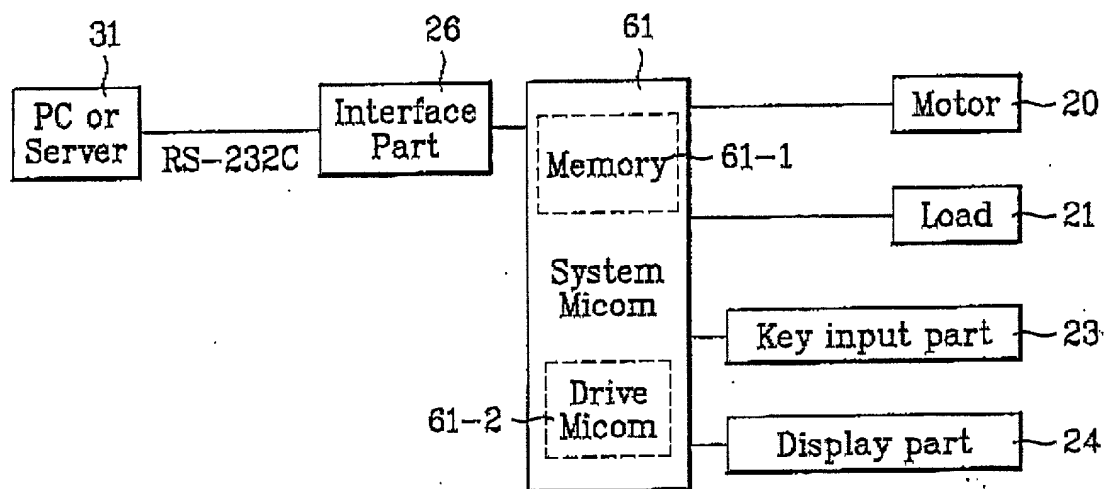 31
26
61
PC or
Server
RS-232C
Interface
Part
Memory
61-1
System
Micom
Drive
Micom
61-2
Motor
20
Load
21
Key input part
23
Display part
24